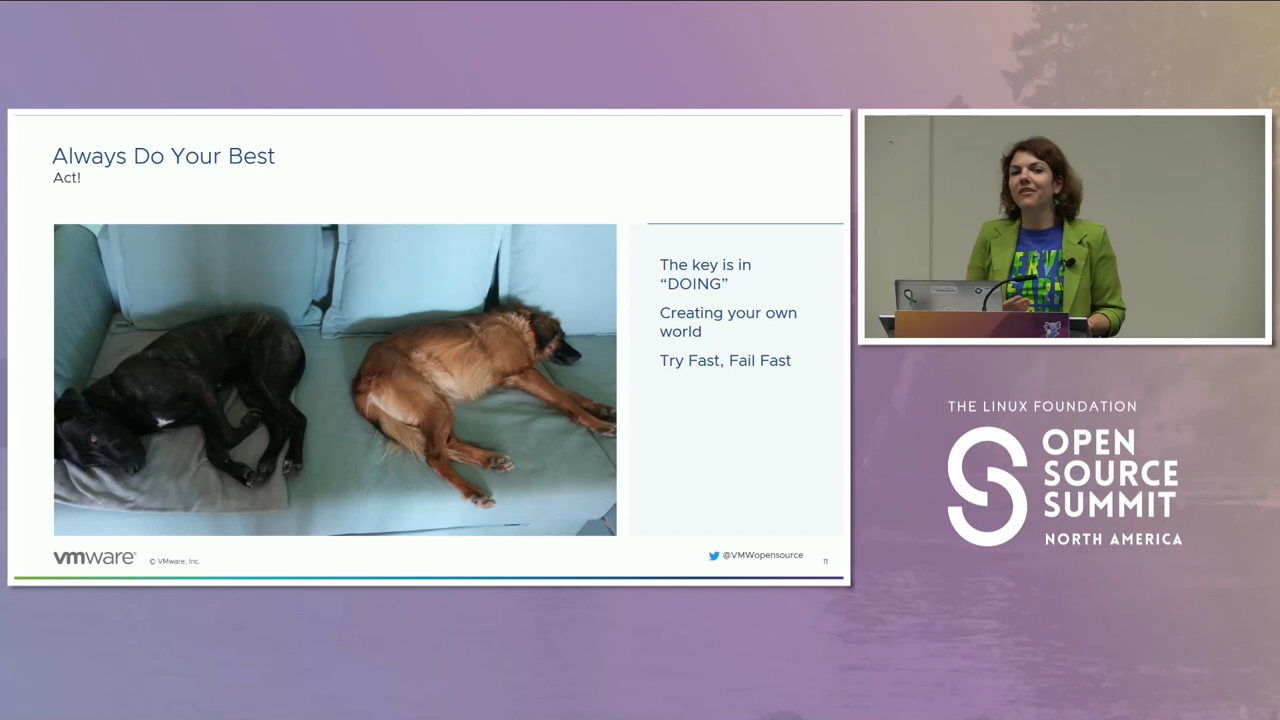 Always Do Your Best
Act!
The key is in
“DOING”
Creating your own
world
Try Fast, Fail Fast
vmware®
© VMware, Inc.
@VMWopensource
11
THE LINUX FOUNDATION
OPEN
SOURCE
SUMMIT
NORTH AMERICA